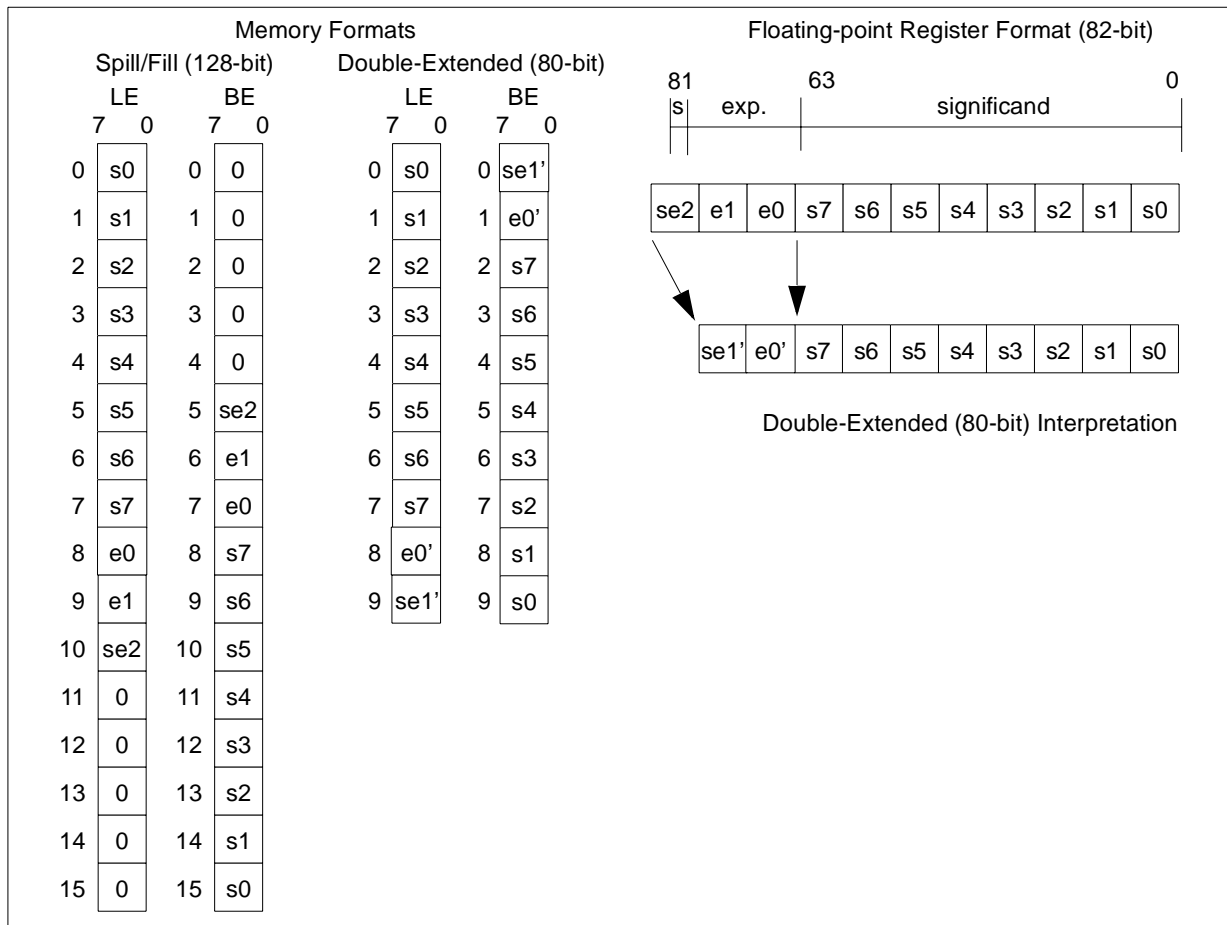 Memory Formats
Spill/Fill (128-bit) Double-Extended (80-bit)
LE BE LE BE
7 0 7 0 7 0 7 0
0 s0 0 0 0 s0 0 se1’
1 s1 1 0 1 s1 1 e0’
2 s2 2 0 2 s2 2 s7
3 s3 3 0 3 s3 3 s6
4 s4 4 0 4 s4 4 s5
5 s5 5 se2 5 s5 5 s4
6 s6 6 e1 6 s6 6 s3
7 s7 7 e0 7 s7 7 s2
8 e0 8 s7 8 e0’ 8 s1
9 e1 9 s6 9 se1’ 9 s0
10 se2 10 s5
11 0 11 s4
12 0 12 s3
13 0 13 s2
14 0 14 s1
15 0 15 s0
Floating-point Register Format (82-bit)
81 63 0
s exp. significand
se2 e1 e0 s7 s6 s5 s4 s3 s2 s1 s0
se1’ e0’ s7 s6 s5 s4 s3 s2 s1 s0
Double-Extended (80-bit) Interpretation